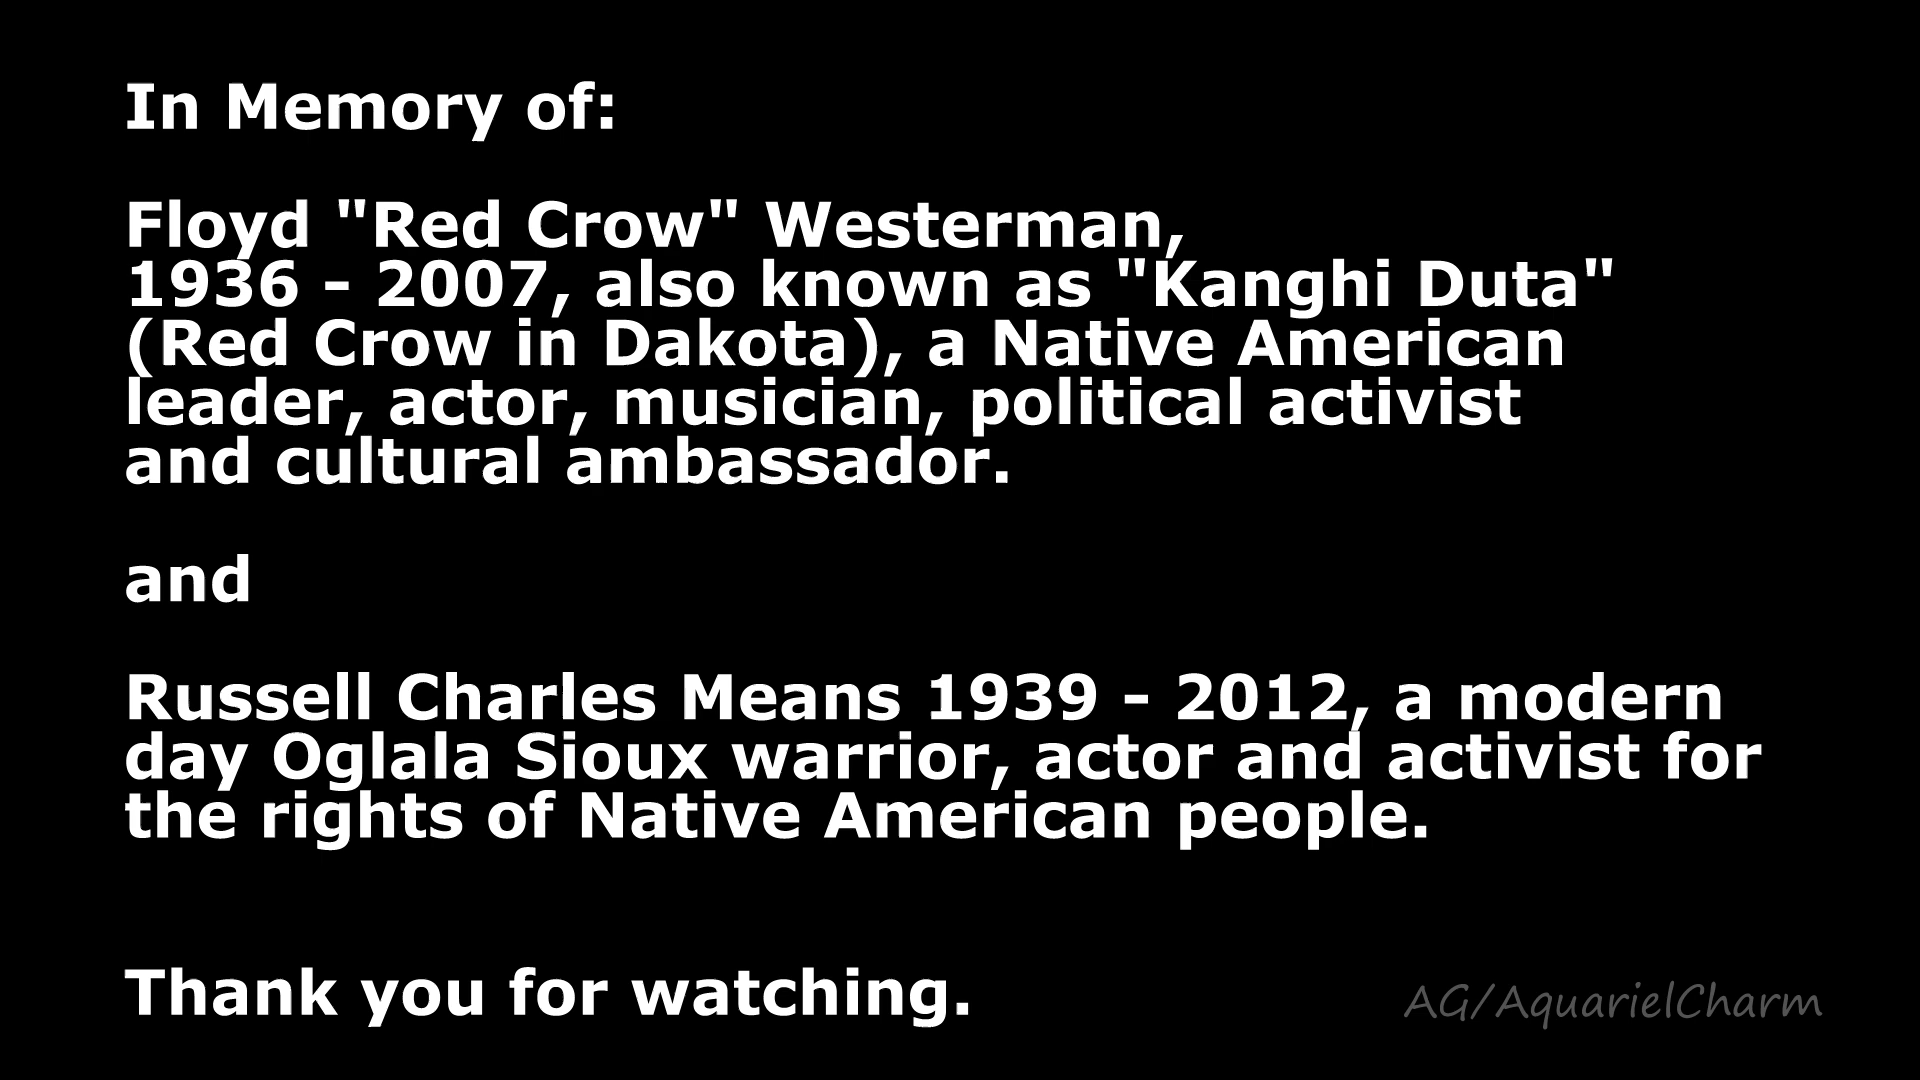 In Memory of:
Floyd "Red Crow" Westerman,
1936 - 2007, also known as "Kanghi Duta"
(Red Crow in Dakota), a Native American
leader, actor, musician, political activist
and cultural ambassador.
and
Russell Charles Means 1939 - 2012, a modern
day Oglala Sioux warrior, actor and activist for
the rights of Native American people.
Thank you for watching.
AG/AquarielCharm